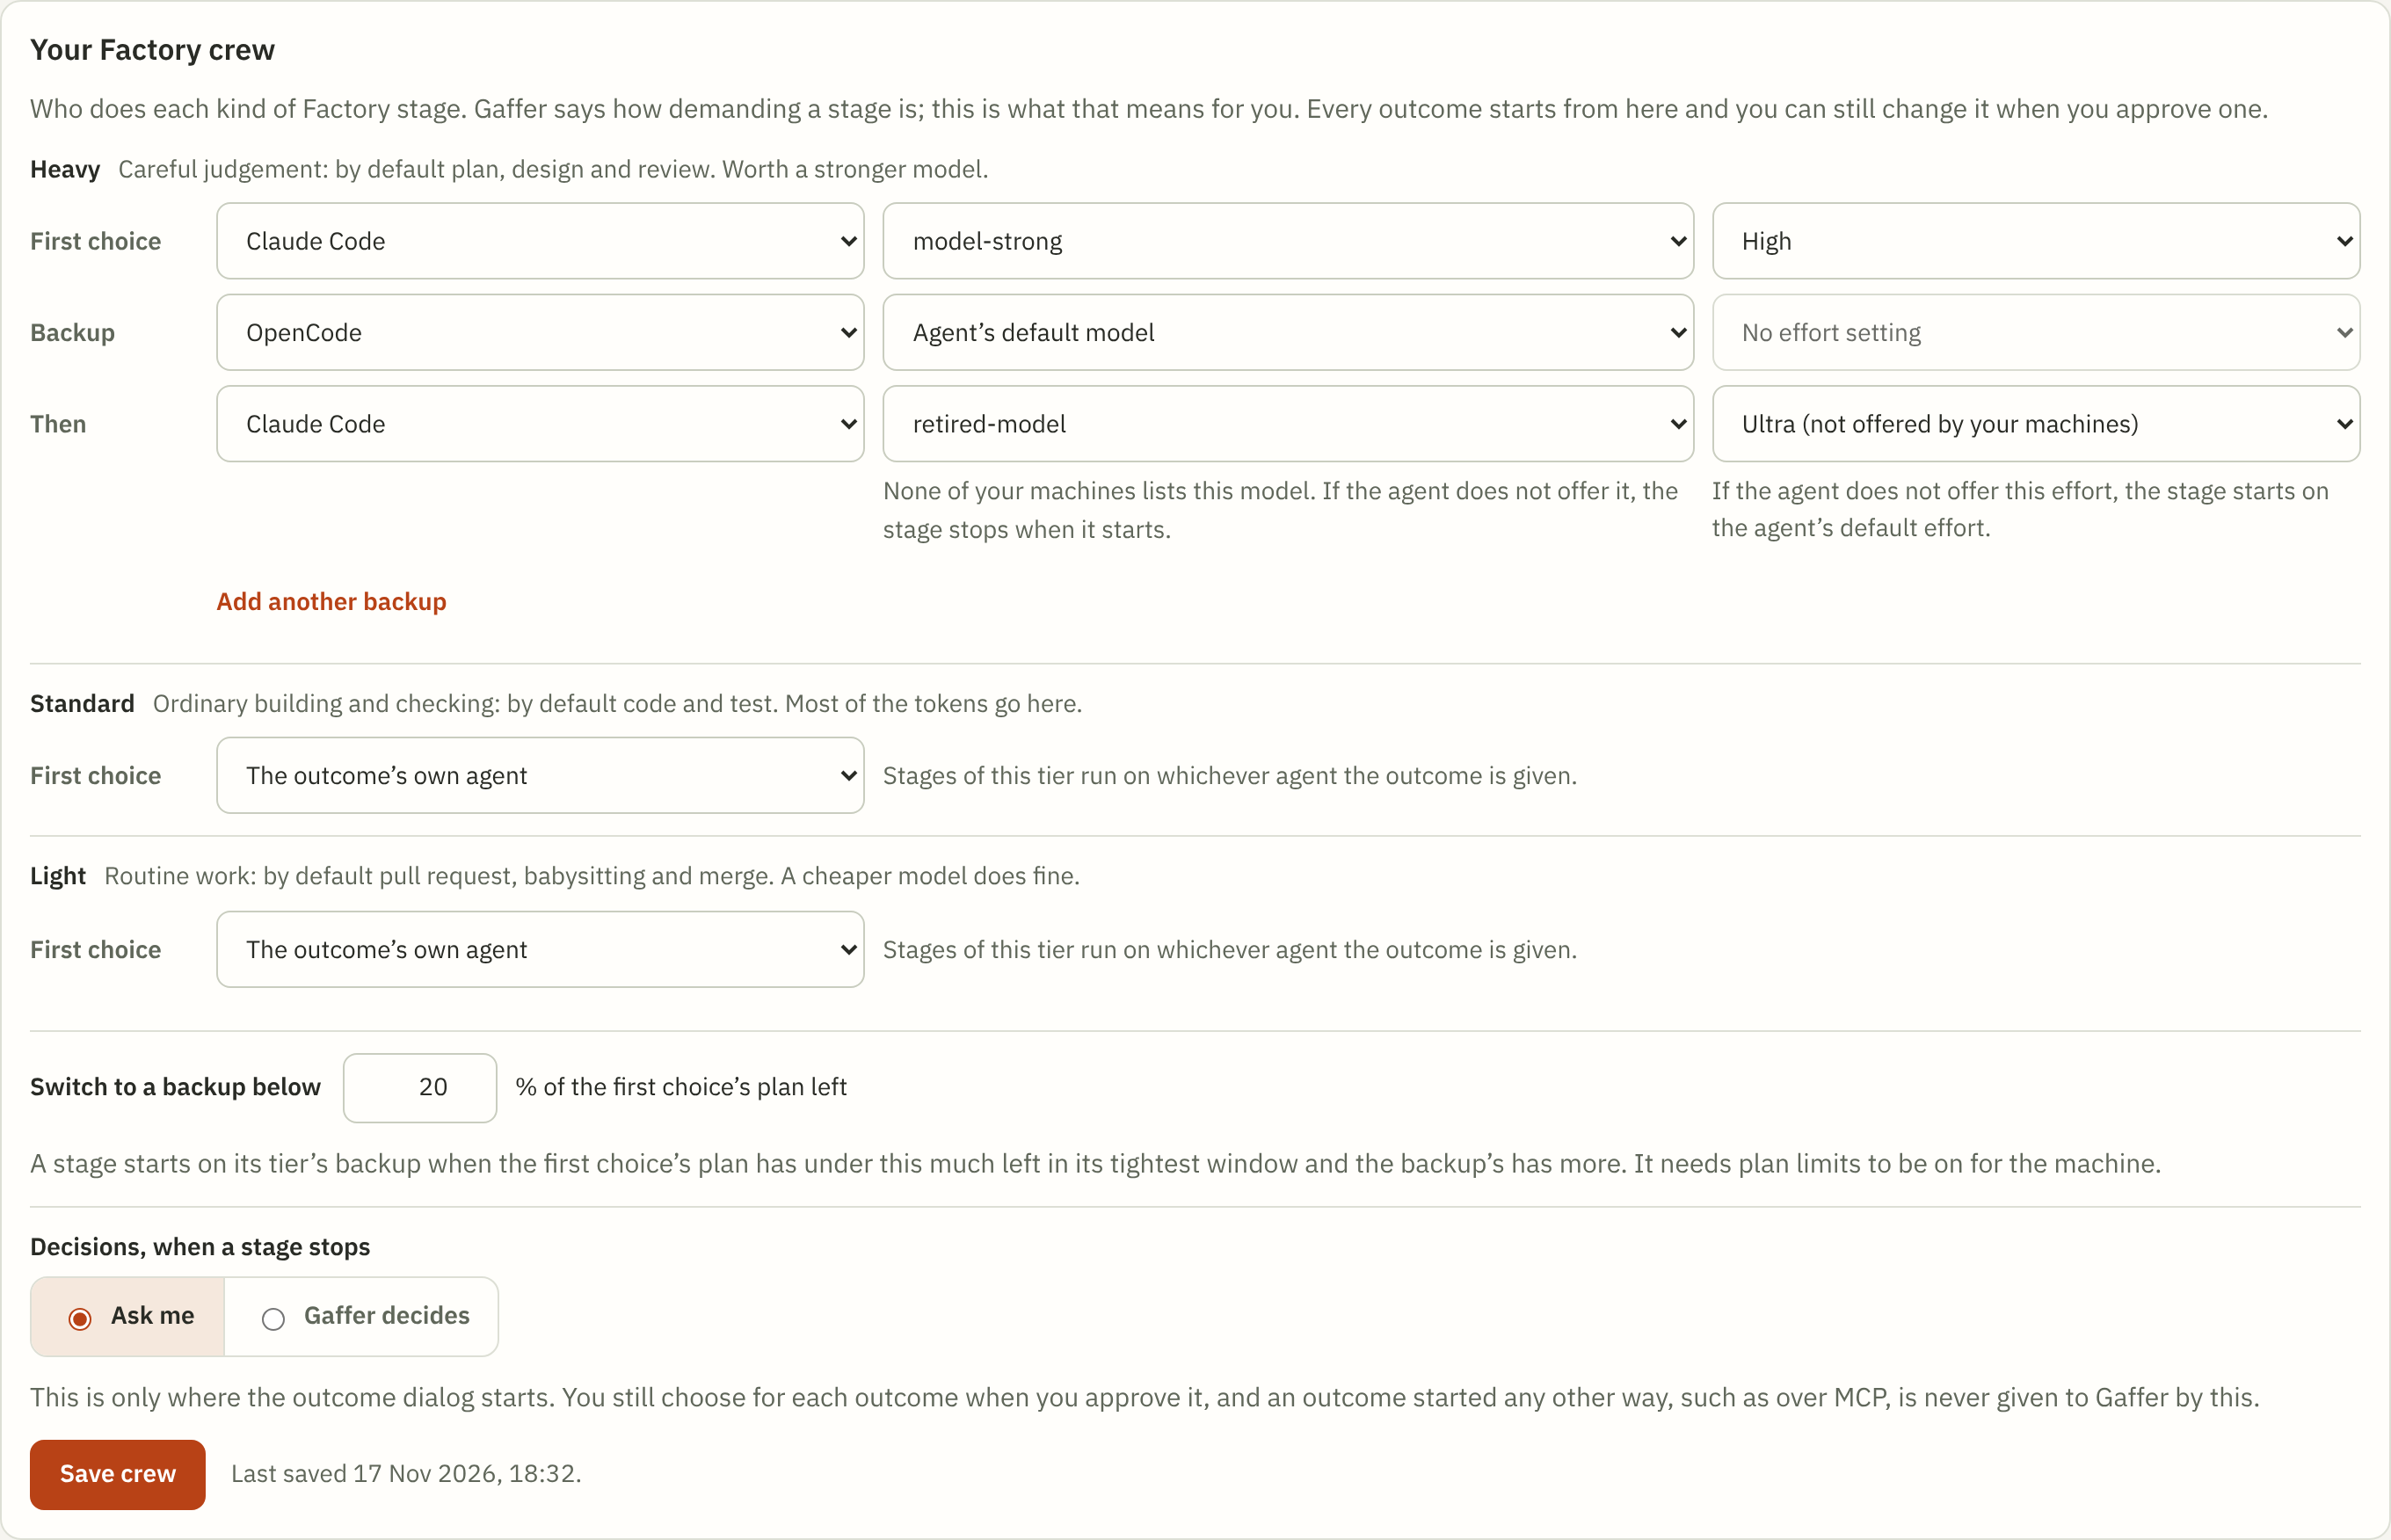 Your Factory crew
Who does each kind of Factory stage. Gaffer says how demanding a stage is; this is what that means for you. Every outcome starts from here and you can still change it when you approve one.
Heavy Careful judgement: by default plan, design and review. Worth a stronger model.
First choice Claude Code model-strong High
Backup OpenCode Agent’s default model No effort setting
Then Claude Code retired-model Ultra (not offered by your machines)
None of your machines lists this model. If the agent does not offer it, the
stage stops when it starts.
If the agent does not offer this effort, the stage starts on
the agent’s default effort.
Add another backup
Standard Ordinary building and checking: by default code and test. Most of the tokens go here.
First choice The outcome’s own agent Stages of this tier run on whichever agent the outcome is given.
Light Routine work: by default pull request, babysitting and merge. A cheaper model does fine.
First choice The outcome’s own agent Stages of this tier run on whichever agent the outcome is given.
Switch to a backup below 20 % of the first choice’s plan left
A stage starts on its tier’s backup when the first choice’s plan has under this much left in its tightest window and the backup’s has more. It needs plan limits to be on for the machine.
Decisions, when a stage stops
Ask me Gaffer decides
This is only where the outcome dialog starts. You still choose for each outcome when you approve it, and an outcome started any other way, such as over MCP, is never given to Gaffer by this.
Save crew Last saved 17 Nov 2026, 18:32.